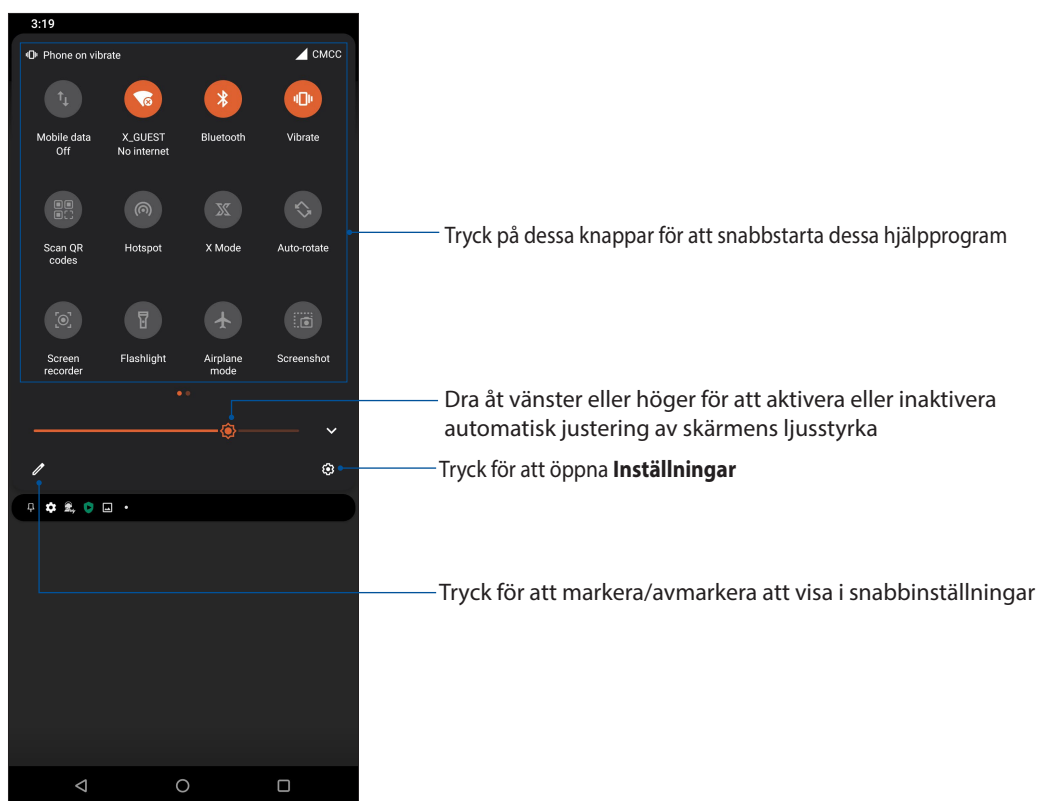 3:19
Phone on vibrate CMCC
Mobile data X_GUEST Bluetooth Vibrate
Off No internet
Scan QR Hotspot X Mode Auto-rotate
codes
Tryck på dessa knappar för att snabbstarta dessa hjälpprogram
Screen Flashlight Airplane Screenshot
recorder mode
Dra åt vänster eller höger för att aktivera eller inaktivera
automatisk justering av skärmens ljusstyrka
Tryck för att öppna Inställningar
Tryck för att markera/avmarkera att visa i snabbinställningar